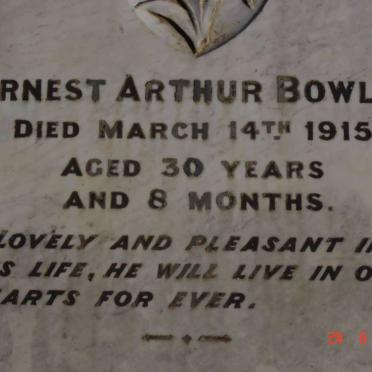 RNEST ARTHUR BOWL
DIED MARCH 14TH 1915
AGED 30 YEARS
AND 8 MONTHS.
LOVELY AND PLEASANT I
S LIFE, HE WILL LIVE IN O
EARTS FOR EVER.